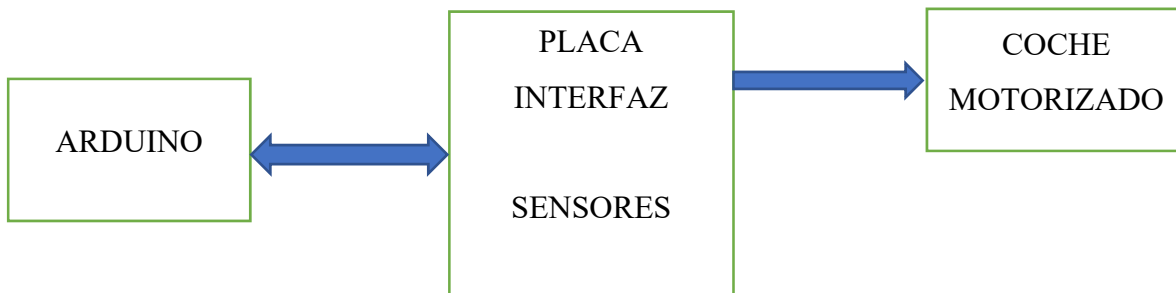 ARDUINO
PLACA
INTERFAZ
SENSORES
COCHE
MOTORIZADO